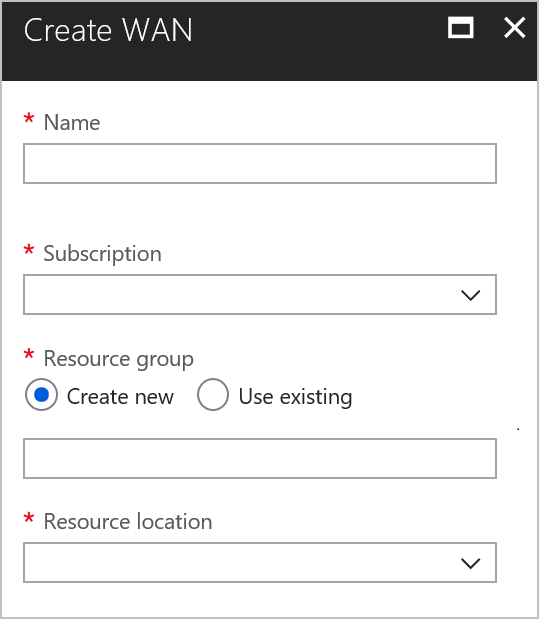 Create WAN
* Name
* Subscription
* Resource group
Create new Use existing
* Resource location